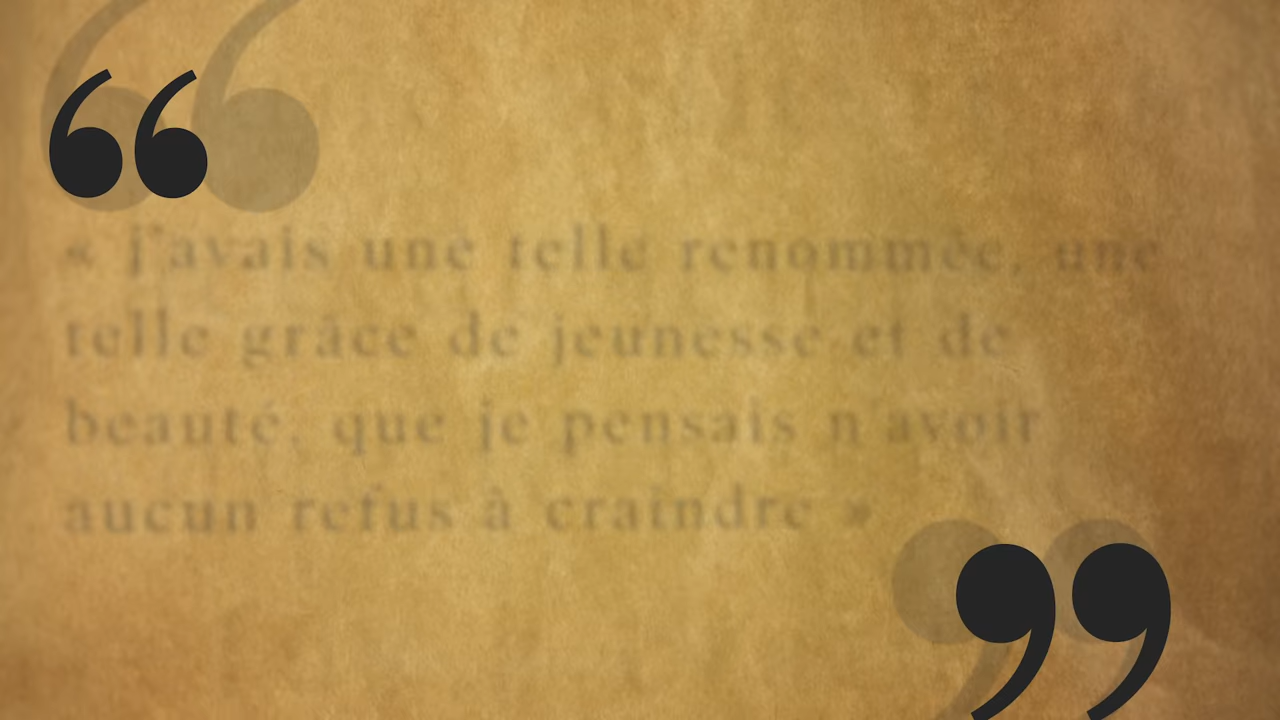 « J'avais une telle renommée, une
telle grâce de jeunesse et de
beauté, que je pensais n'avoir
aucun refus à craindre »